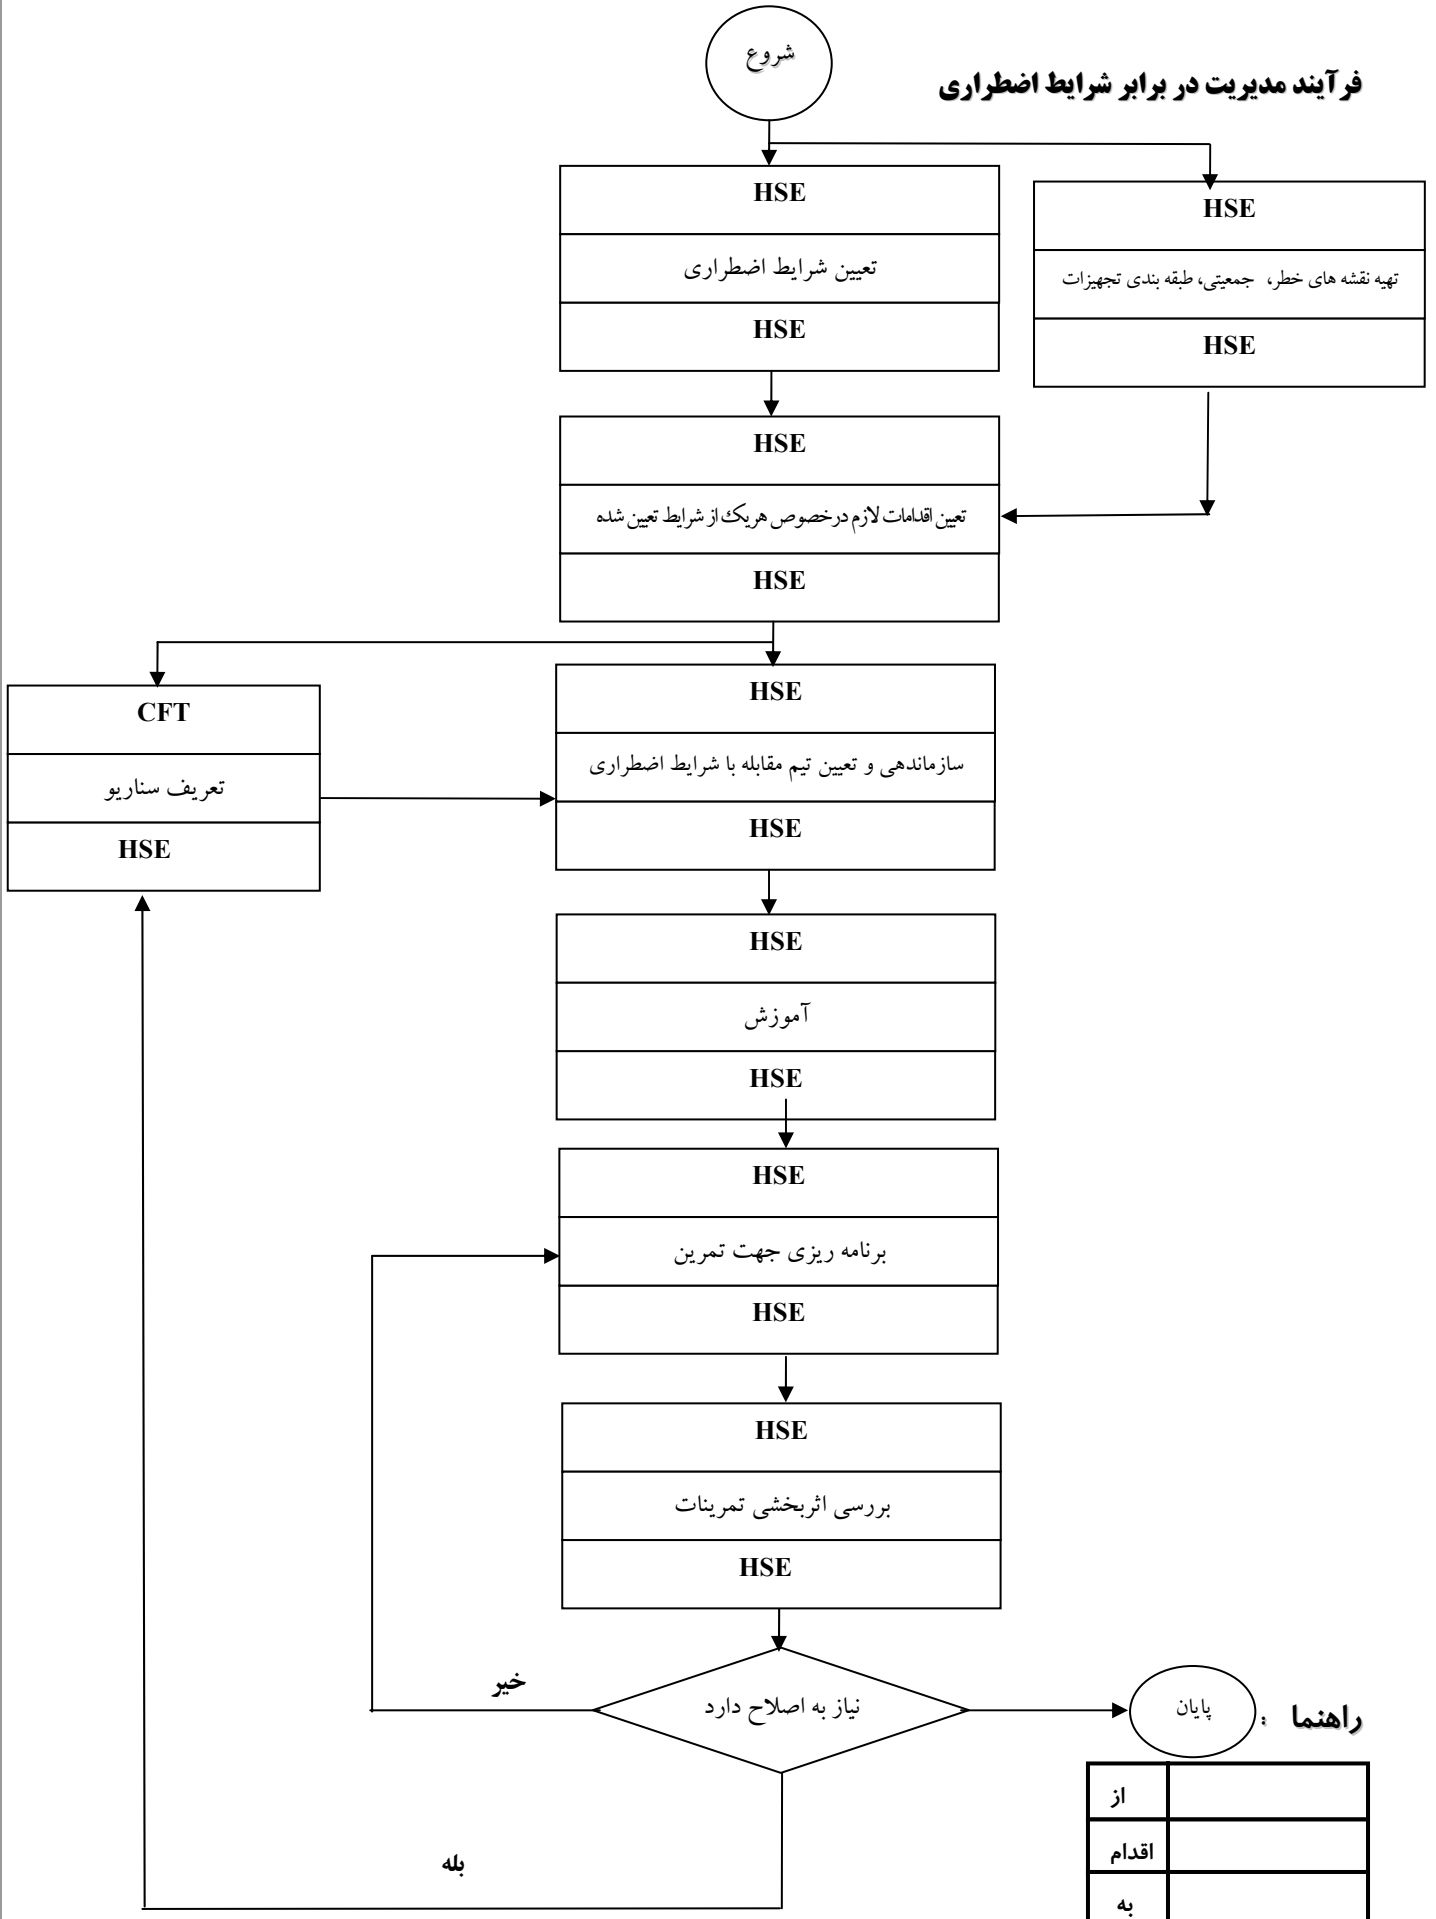 شروع
فرآیند مدیریت در برابر شرایط اضطراری
HSE
تعیین شرایط اضطراری
HSE
HSE
تهیه نقشه های خطر، جمعیتی، طبقه بندی تجهیزات
HSE
HSE
تعیین اقدامات لازم درخصوص هریک از شرایط تعیین شده
HSE
HSE
سازماندهی و تعیین تیم مقابله با شرایط اضطراری
HSE
CFT
تعریف سناریو
HSE
HSE
آموزش
HSE
HSE
برنامه ریزی جهت تمرین
HSE
HSE
بررسی اثربخشی تمرینات
HSE
نیاز به اصلاح دارد
خیر
بله
پایان
راهنما :
از
اقدام
به